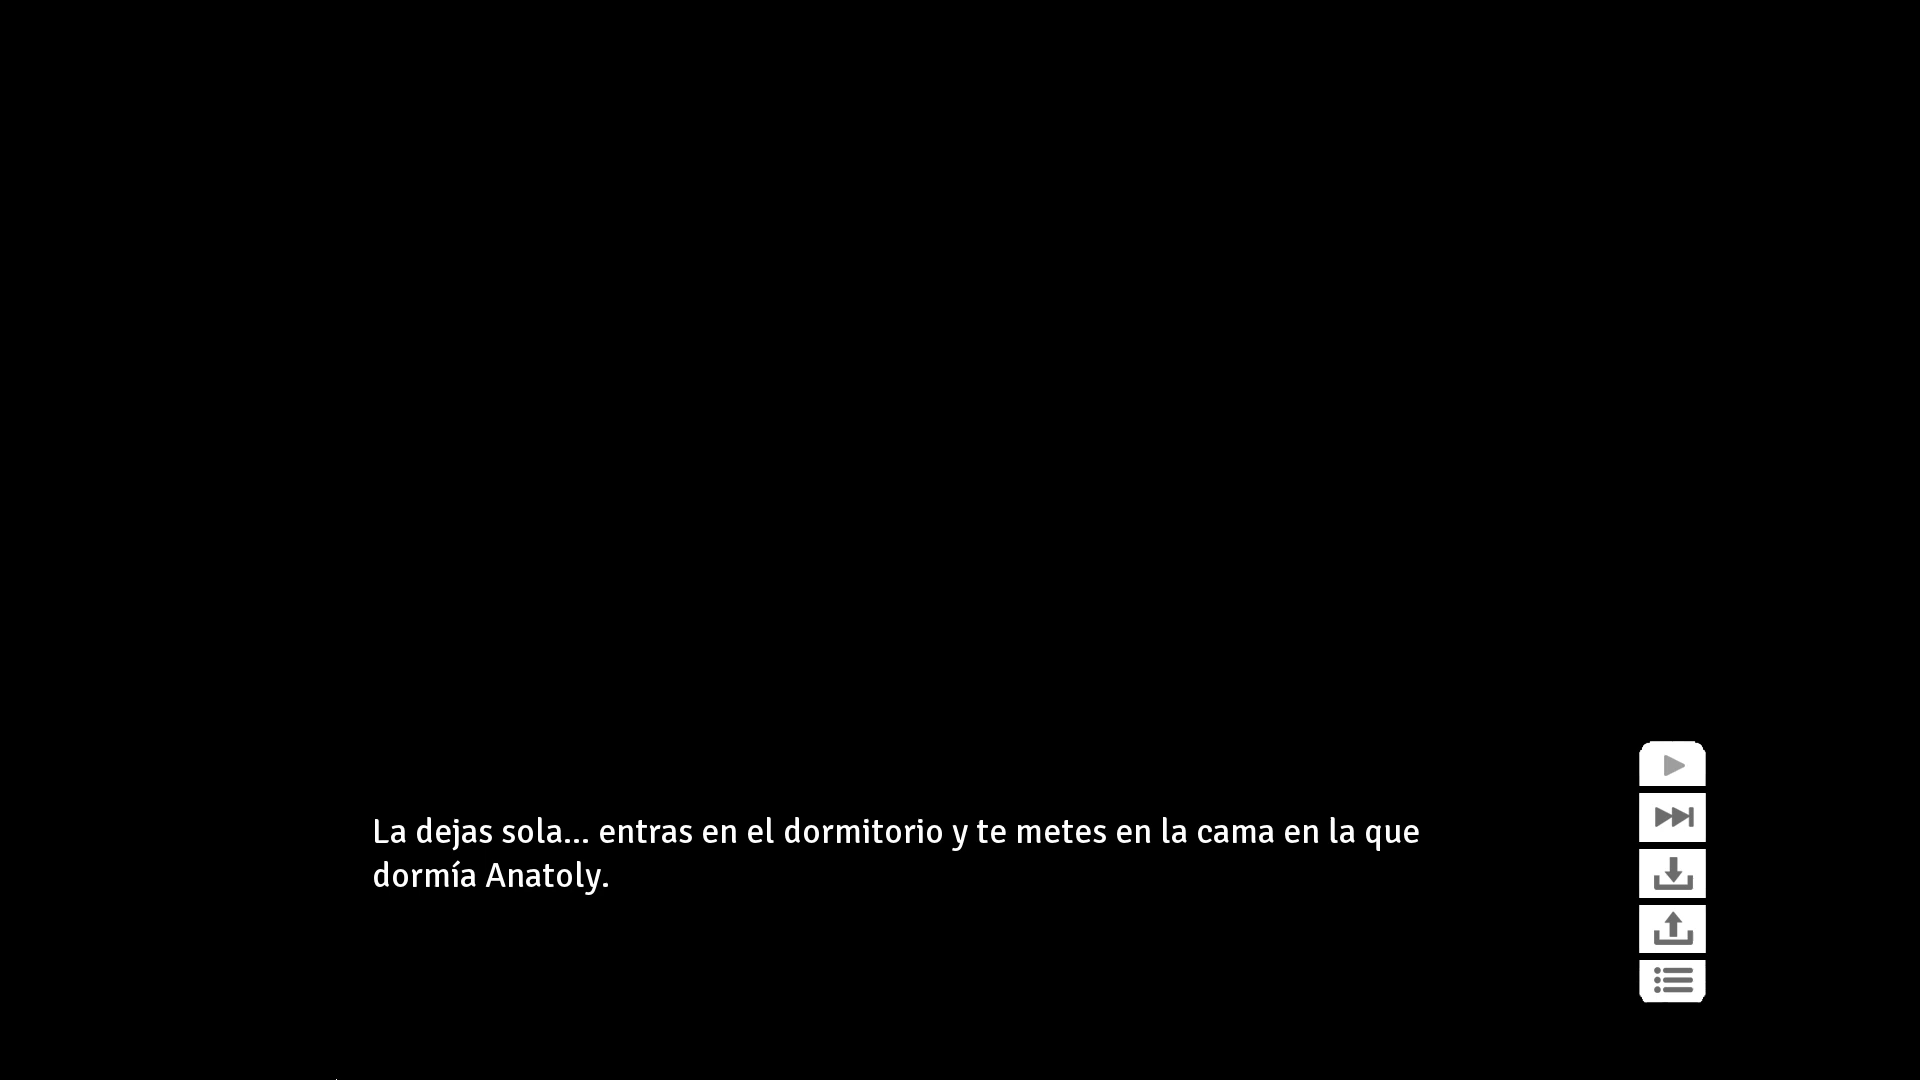 La dejas sola... entras en el dormitorio y te metes en la cama en la que
dormía Anatoly.